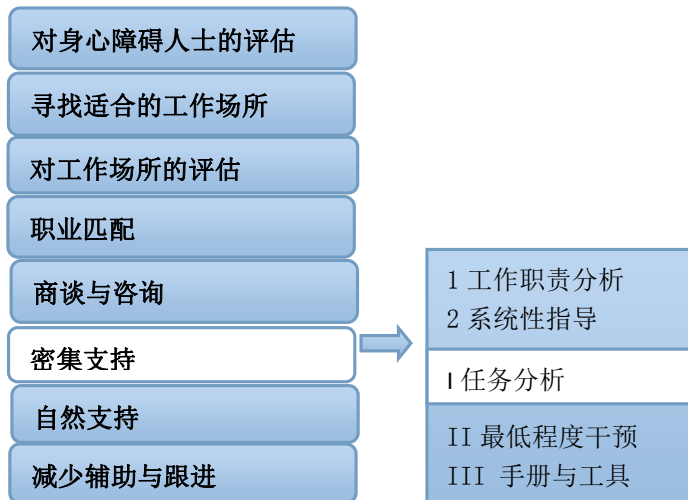 对身心障碍人士的评估
寻找适合的工作场所
对工作场所的评估
职业匹配
商谈与咨询
密集支持
自然支持
减少辅助与跟进
1 工作职责分析
2 系统性指导
I 任务分析
II 最低程度干预
III 手册与工具